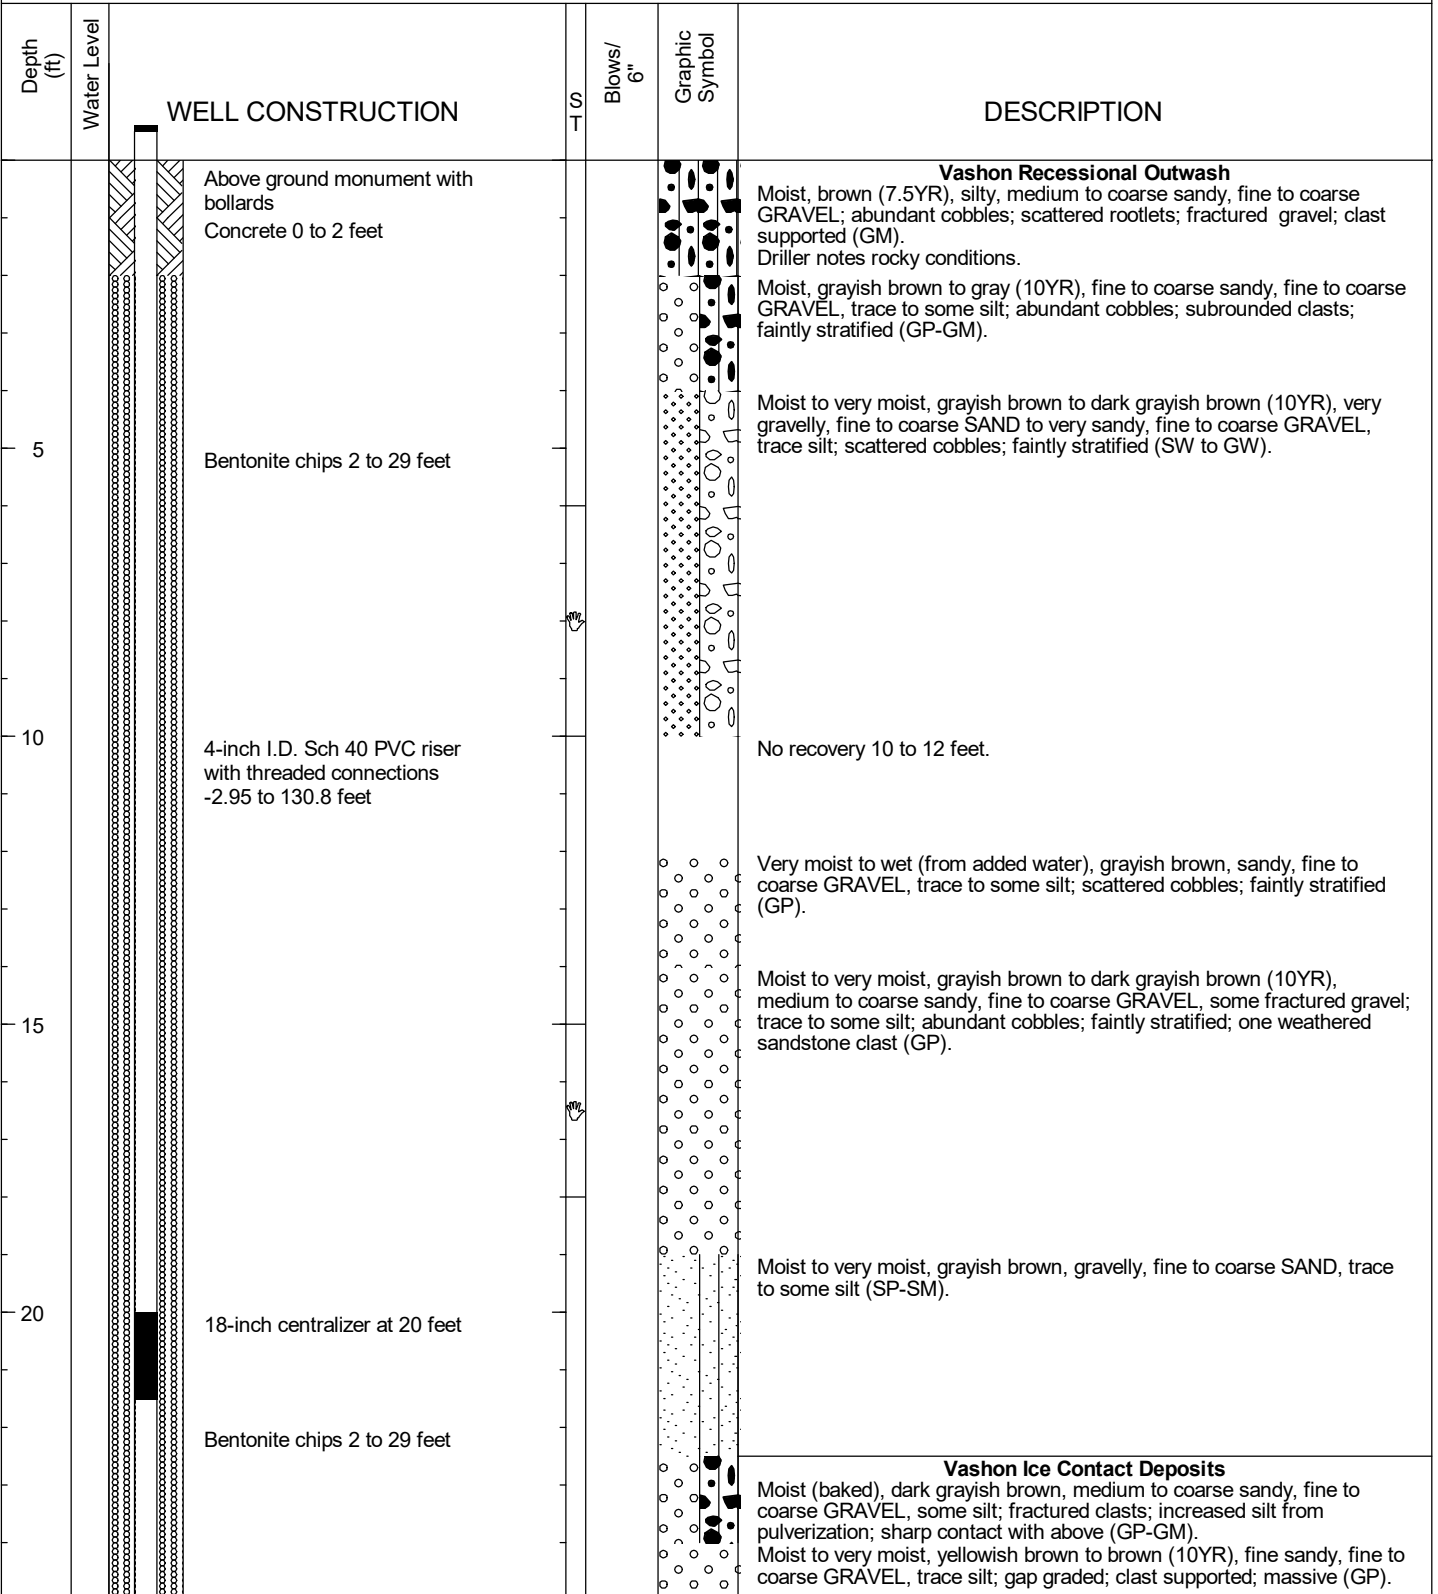 Depth
(ft)
Water Level
WELL CONSTRUCTION
S
T
Blows/
6"
Graphic
Symbol
DESCRIPTION
Above ground monument with
bollards
Concrete 0 to 2 feet
Vashon Recessional Outwash
Moist, brown (7.5YR), silty, medium to coarse sandy, fine to coarse
GRAVEL; abundant cobbles; scattered rootlets; fractured gravel; clast
supported (GM).
Driller notes rocky conditions.
Moist, grayish brown to gray (10YR), fine to coarse sandy, fine to coarse
GRAVEL, trace to some silt; abundant cobbles; subrounded clasts;
faintly stratified (GP-GM).
Moist to very moist, grayish brown to dark grayish brown (10YR), very
gravelly, fine to coarse SAND to very sandy, fine to coarse GRAVEL,
trace silt; scattered cobbles; faintly stratified (SW to GW).
5
Bentonite chips 2 to 29 feet
10
4-inch I.D. Sch 40 PVC riser
with threaded connections
-2.95 to 130.8 feet
No recovery 10 to 12 feet.
Very moist to wet (from added water), grayish brown, sandy, fine to
coarse GRAVEL, trace to some silt; scattered cobbles; faintly stratified
(GP).
Moist to very moist, grayish brown to dark grayish brown (10YR),
medium to coarse sandy, fine to coarse GRAVEL, some fractured gravel;
trace to some silt; abundant cobbles; faintly stratified; one weathered
sandstone clast (GP).
15
Moist to very moist, grayish brown, gravelly, fine to coarse SAND, trace
to some silt (SP-SM).
20
18-inch centralizer at 20 feet
Bentonite chips 2 to 29 feet
Vashon Ice Contact Deposits
Moist (baked), dark grayish brown, medium to coarse sandy, fine to
coarse GRAVEL, some silt; fractured clasts; increased silt from
pulverization; sharp contact with above (GP-GM).
Moist to very moist, yellowish brown to brown (10YR), fine sandy, fine to
coarse GRAVEL, trace silt; gap graded; clast supported; massive (GP).